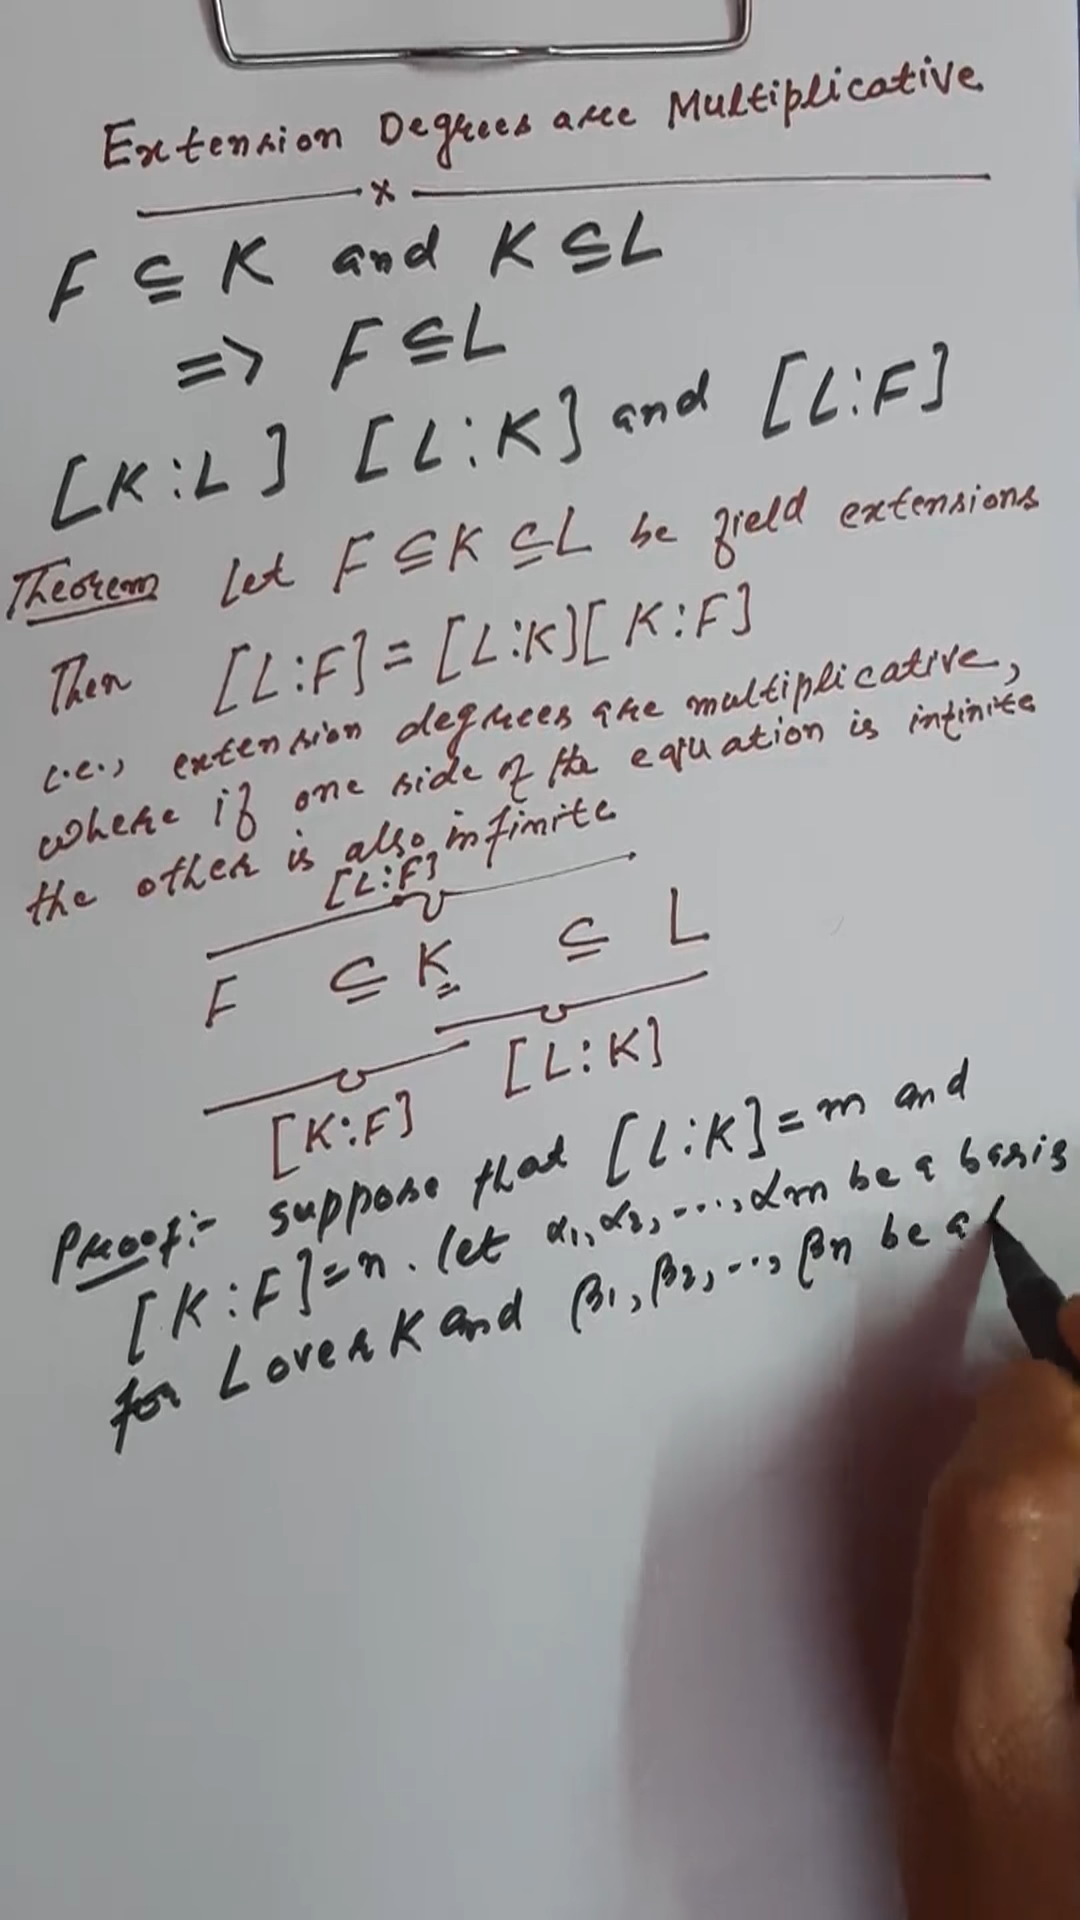 Extension Degrees are Multiplicative
x
F ⊆ K and K ⊆ L
=> F ⊆ L
[K:L] [L:K] and [L:F]
Theorem Let F ⊆ K ⊆ L be field extensions
Then [L:F] = [L:K][K:F]
i.e., extension degrees are multiplicative,
where if one side of the equation is infinite
the other is also infinite
[L:F]
F ⊆ K ⊆ L
[K:F] [L:K]
Proof:- suppose that [L:K] = m and
[K:F] = n. let α1, α2, ..., αm be a basis
for L over K and β1, β2, ..., βn be a